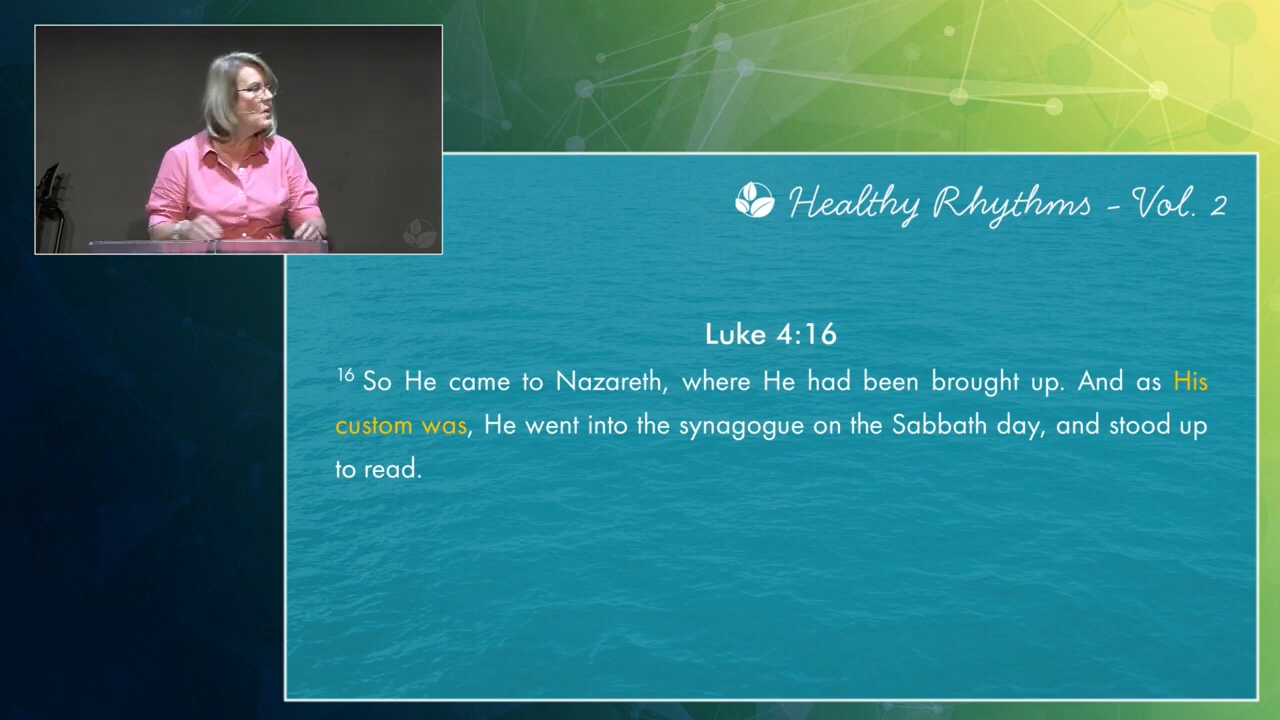 Healthy Rhythms - Vol. 2
Luke 4:16
16 So He came to Nazareth, where He had been brought up. And as His
custom was, He went into the synagogue on the Sabbath day, and stood up
to read.